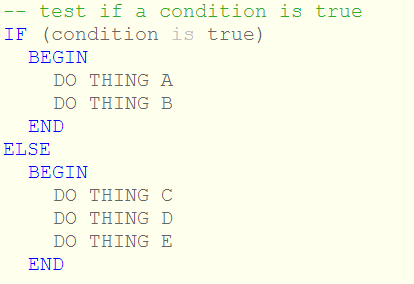 -- test if a condition is true
IF (condition is true)
  BEGIN
    DO THING A
    DO THING B
  END
ELSE
  BEGIN
    DO THING C
    DO THING D
    DO THING E
  END